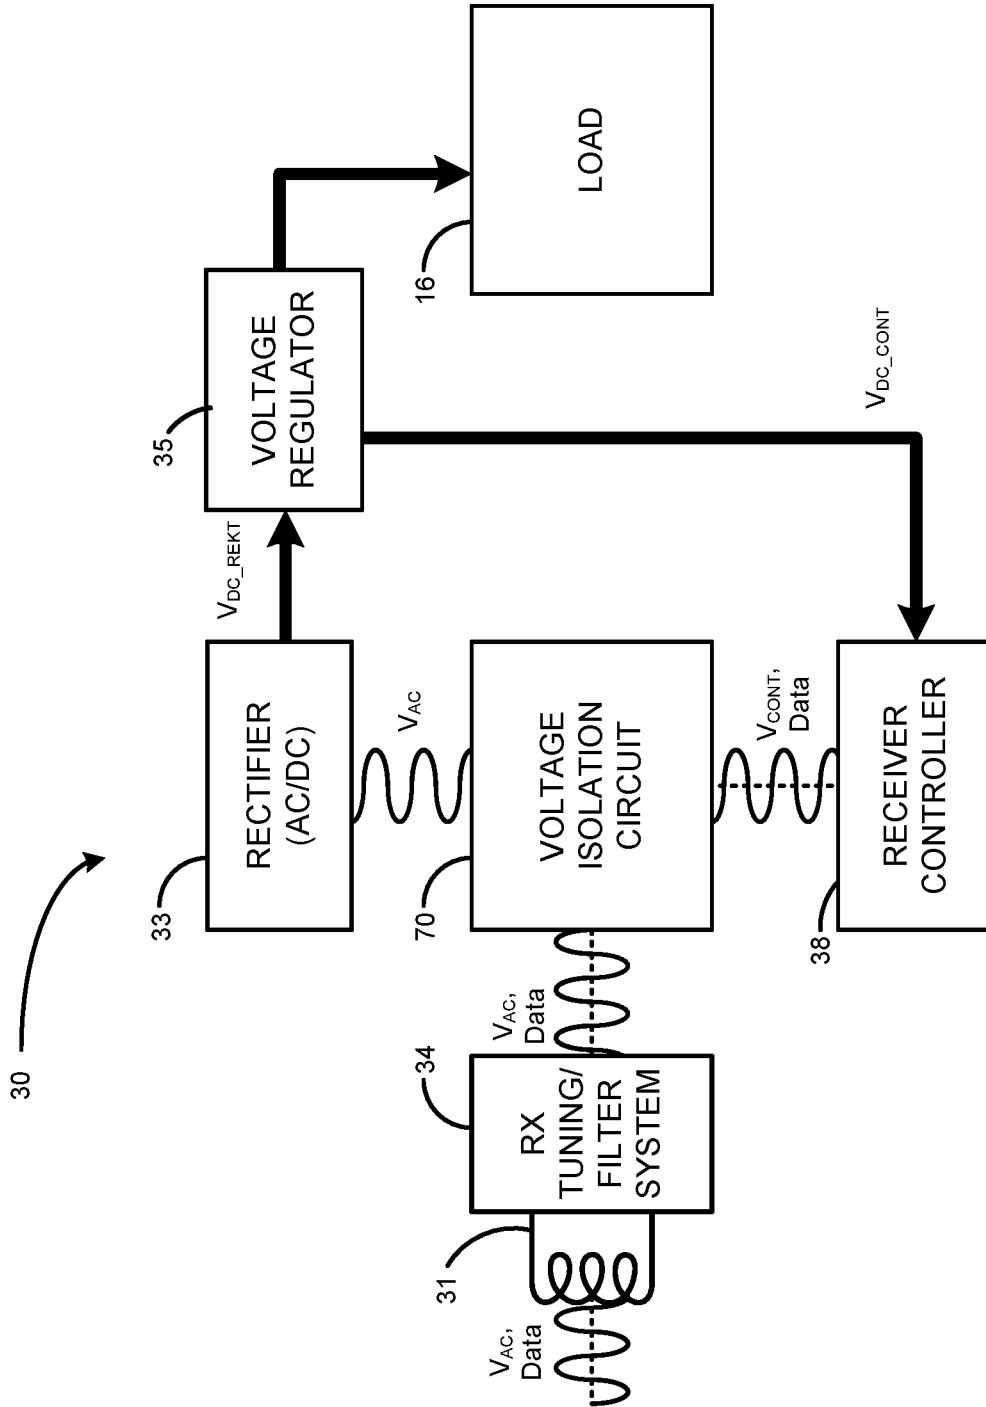 30
33
RECTIFIER
(AC/DC)
V_DC_REKT
35
VOLTAGE
REGULATOR
V_AC
31
V_AC,
Data
34
RX
TUNING/
FILTER
SYSTEM
V_AC,
Data
70
VOLTAGE
ISOLATION
CIRCUIT
16
LOAD
V_CONT,
Data
38
RECEIVER
CONTROLLER
V_DC_CONT